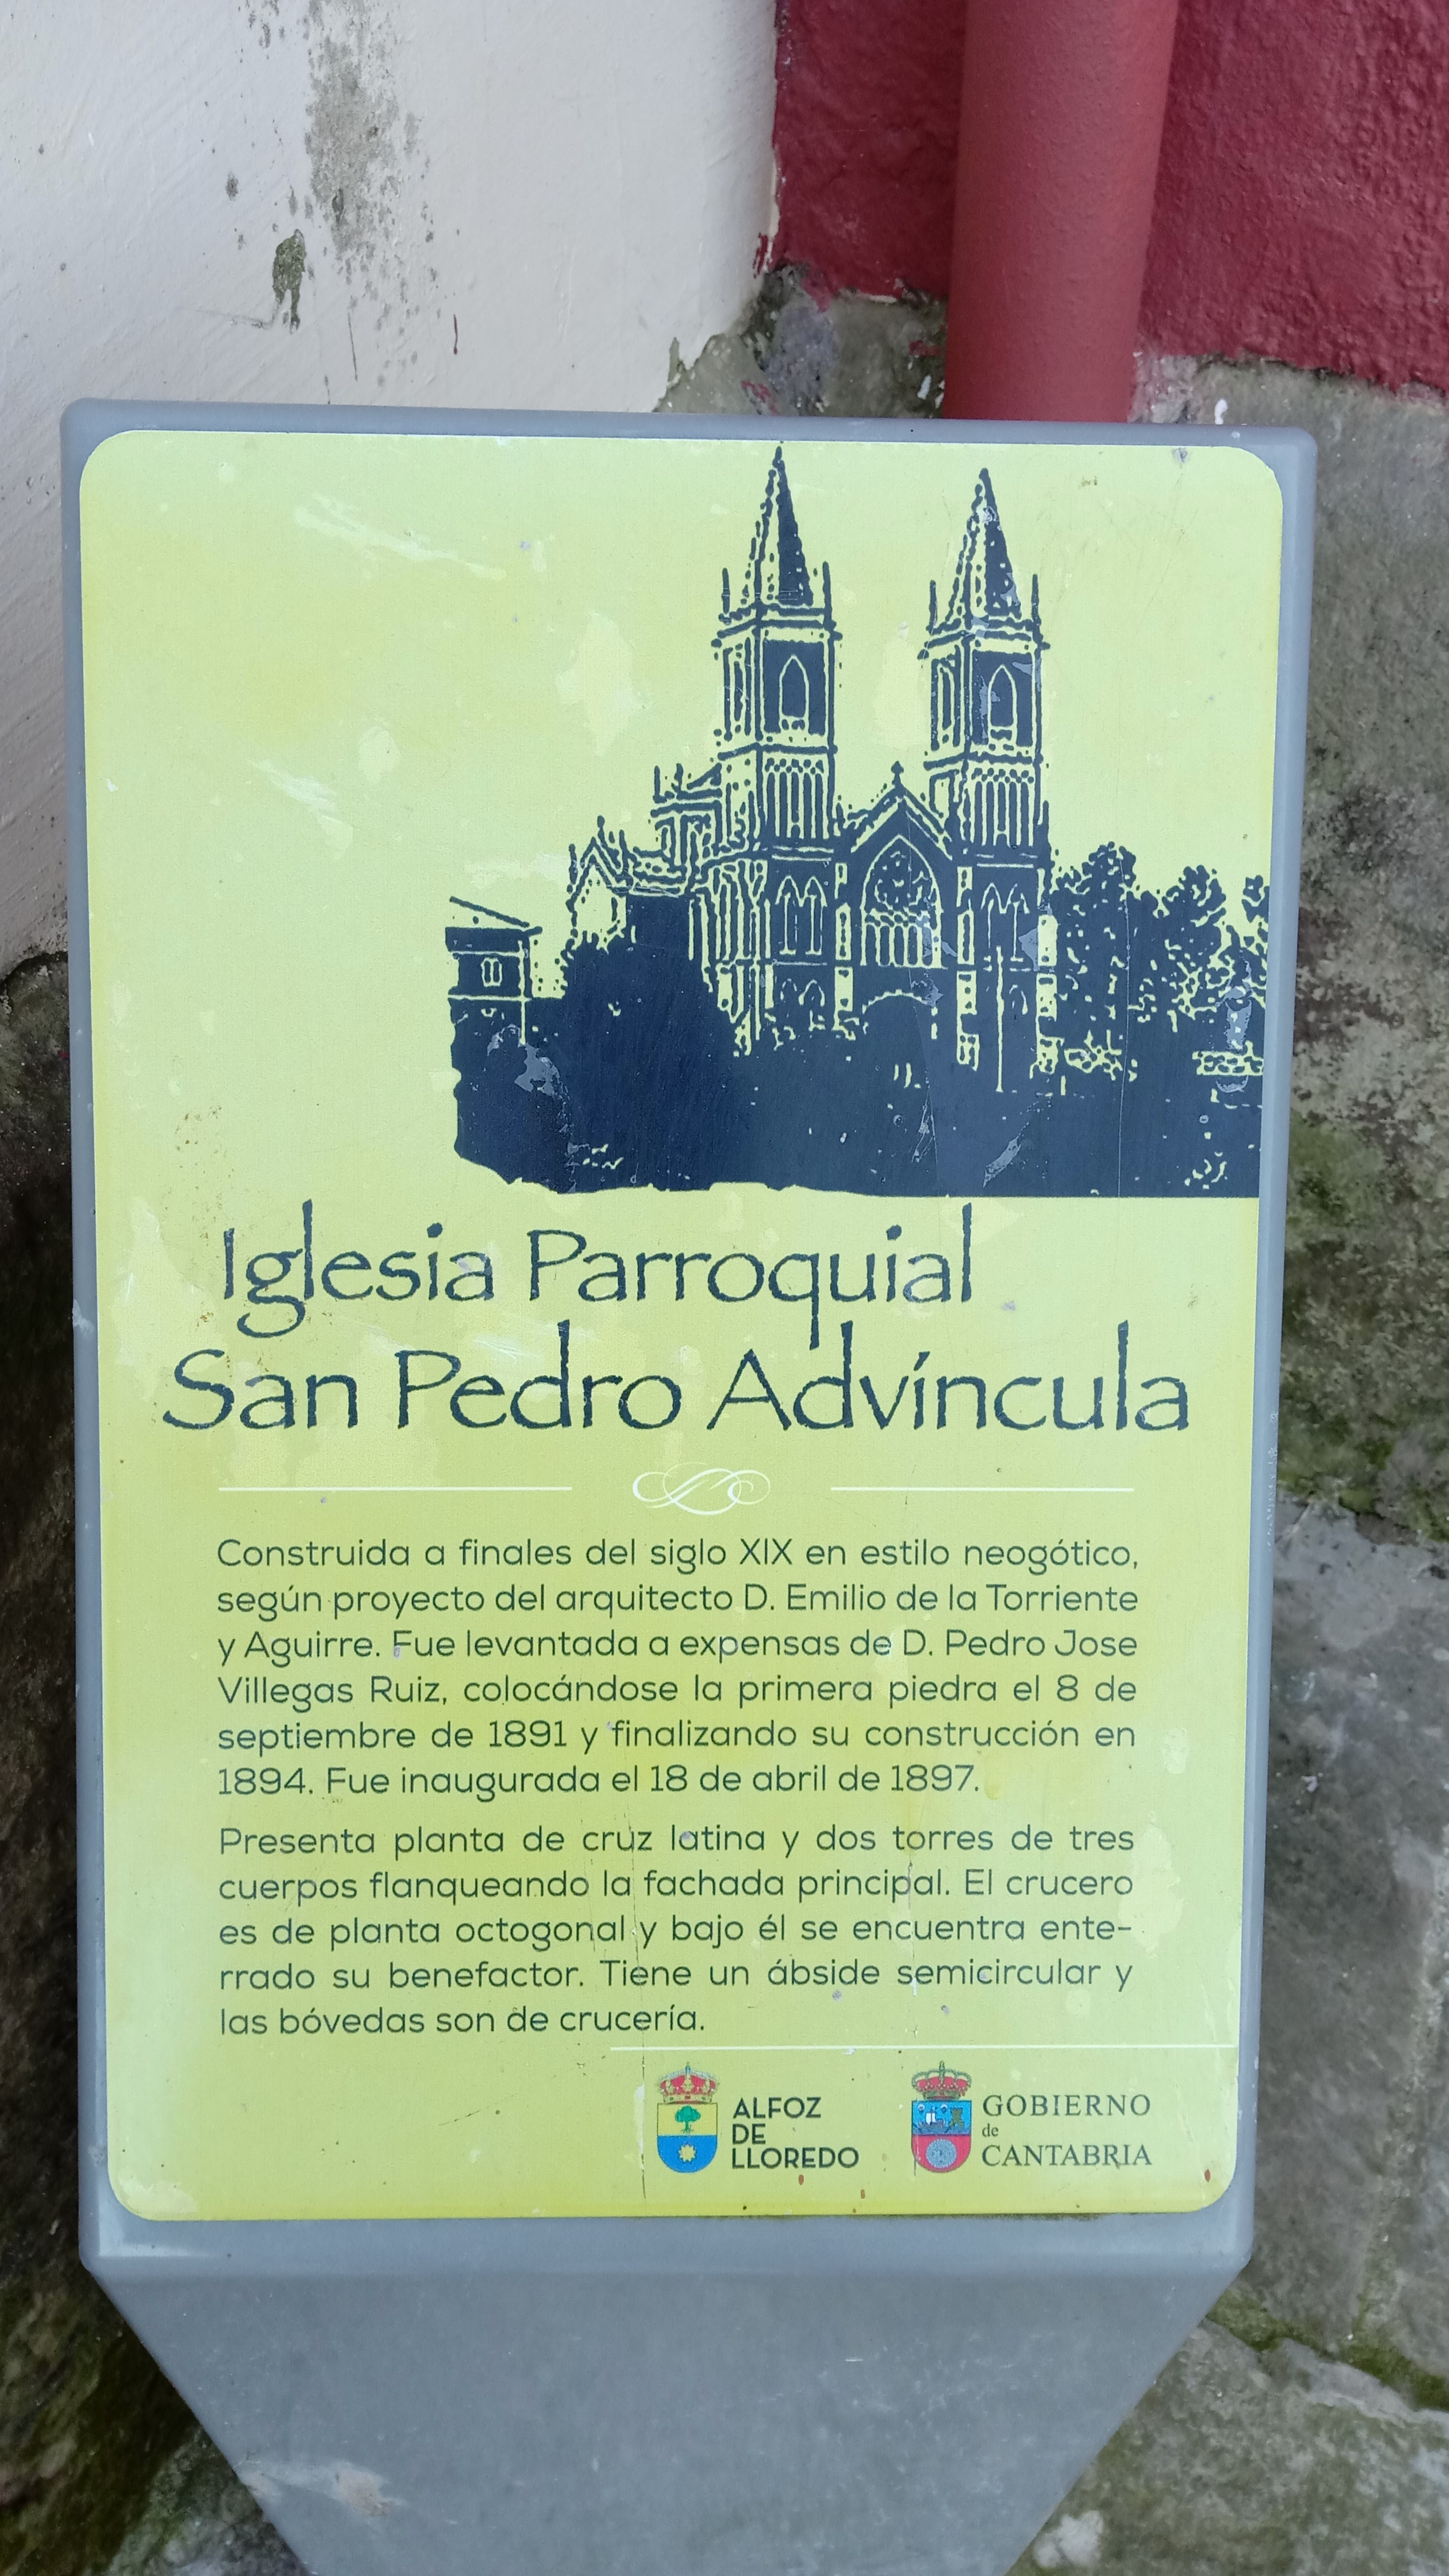 Iglesia Parroquial
San Pedro Advíncula
Construida a finales del siglo XIX en estilo neogótico,
según proyecto del arquitecto D. Emilio de la Torriente
y Aguirre. Fue levantada a expensas de D. Pedro Jose
Villegas Ruiz, colocándose la primera piedra el 8 de
septiembre de 1891 y finalizando su construcción en
1894. Fue inaugurada el 18 de abril de 1897.
Presenta planta de cruz latina y dos torres de tres
cuerpos flanqueando la fachada principal. El crucero
es de planta octogonal y bajo él se encuentra ente-
rrado su benefactor. Tiene un ábside semicircular y
las bóvedas son de crucería.
ALFOZ
DE
LLOREDO
GOBIERNO
de
CANTABRIA